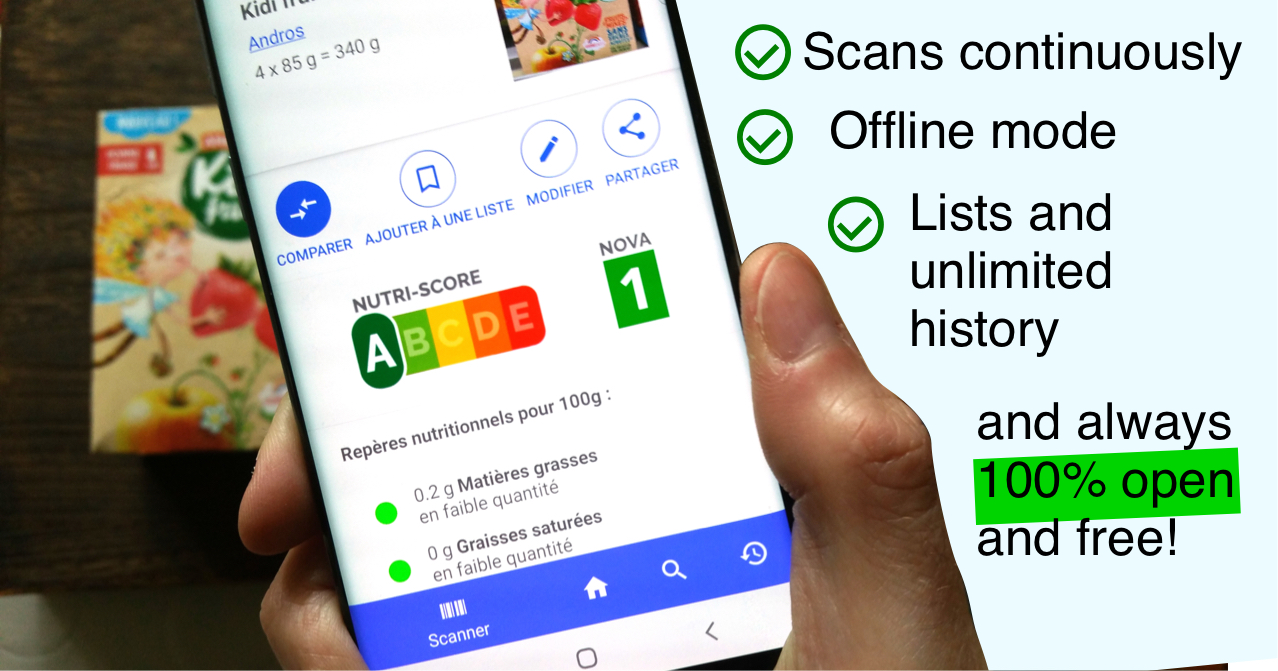 Kidi
Andros
4 x 85 g = 340 g
COMPARER
AJOUTER À UNE LISTE
MODIFIER
PARTAGER
NUTRI-SCORE
A B C D E
NOVA
1
Repères nutritionnels pour 100g :
0.2 g Matières grasses
en faible quantité
0 g Graisses saturées
en faible quantité
Scanner
Scans continuously
Offline mode
Lists and
unlimited
history
and always
100% open
and free!